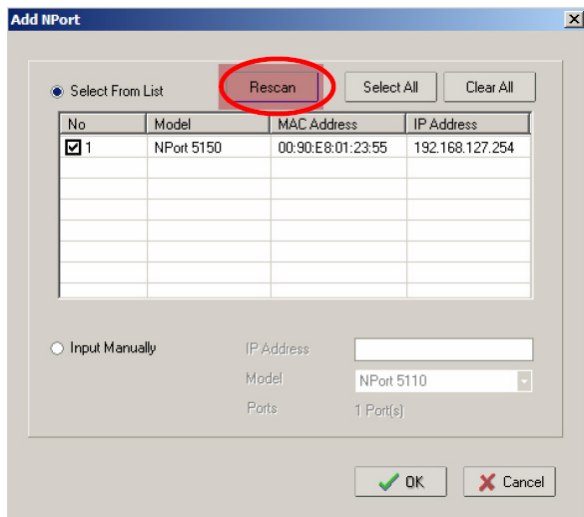 Add NPort
Select From List Rescan Select All Clear All
No Model MAC Address IP Address
1 NPort 5150 00:90:E8:01:23:55 192.168.127.254
Input Manually IP Address
Model NPort 5110
Ports 1 Port(s)
OK Cancel